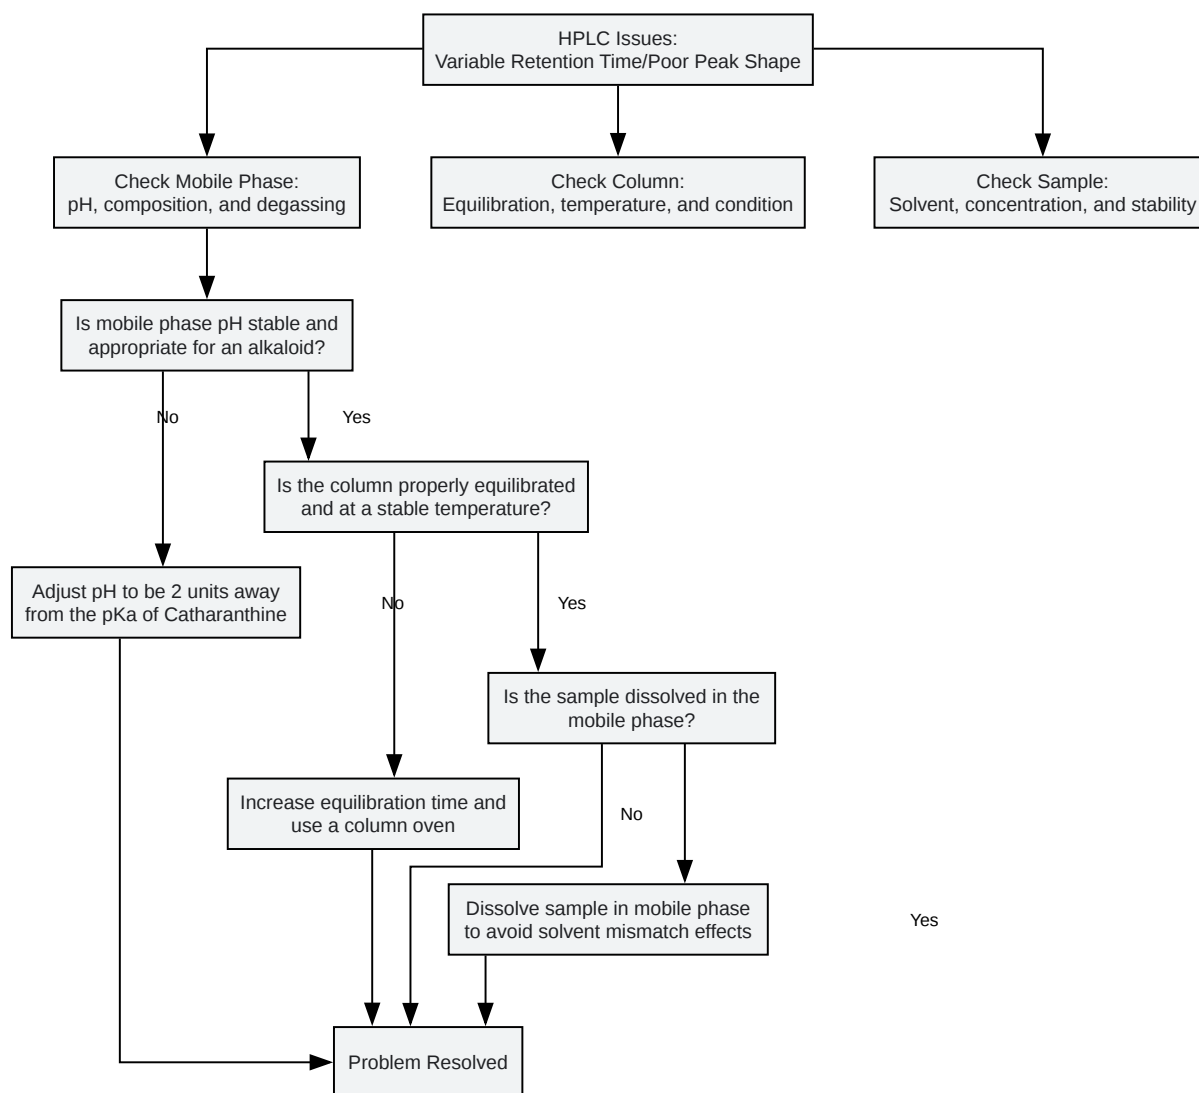 HPLC Issues:
Variable Retention Time/Poor Peak Shape
Check Mobile Phase:
pH, composition, and degassing
Check Column:
Equilibration, temperature, and condition
Check Sample:
Solvent, concentration, and stability
Is mobile phase pH stable and
appropriate for an alkaloid?
No
Yes
Is the column properly equilibrated
and at a stable temperature?
Adjust pH to be 2 units away
from the pKa of Catharanthine
No
Yes
Is the sample dissolved in the
mobile phase?
Increase equilibration time and
use a column oven
No
Dissolve sample in mobile phase
to avoid solvent mismatch effects
Yes
Problem Resolved